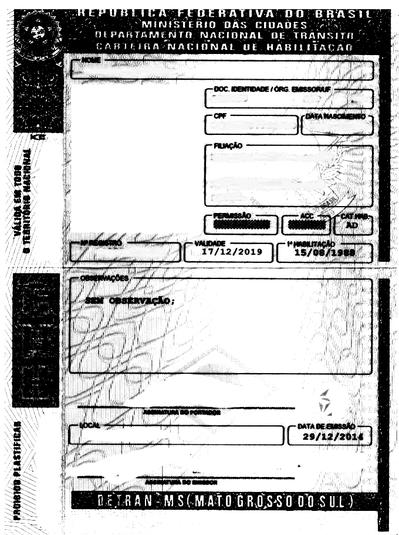 REPÚBLICA FEDERATIVA DO BRASIL
MINISTÉRIO DAS CIDADES
DEPARTAMENTO NACIONAL DE TRÂNSITO
CARTEIRA NACIONAL DE HABILITAÇÃO
NOME
DOC. IDENTIDADE / ÓRG. EMISSOR/UF
CPF
DATA NASCIMENTO
FILIAÇÃO
PERMISSÃO
ACC
CAT. HAB.
AD
Nº REGISTRO
VALIDADE
17/12/2019
1ª HABILITAÇÃO
15/08/1988
VÁLIDA EM TODO
O TERRITÓRIO NACIONAL
OBSERVAÇÕES
SEM OBSERVAÇÃO;
ASSINATURA DO PORTADOR
LOCAL
DATA DE EMISSÃO
29/12/2014
ASSINATURA DO EMISSOR
PROIBIDO PLASTIFICAR
DETRAN-MS (MATO GROSSO DO SUL)